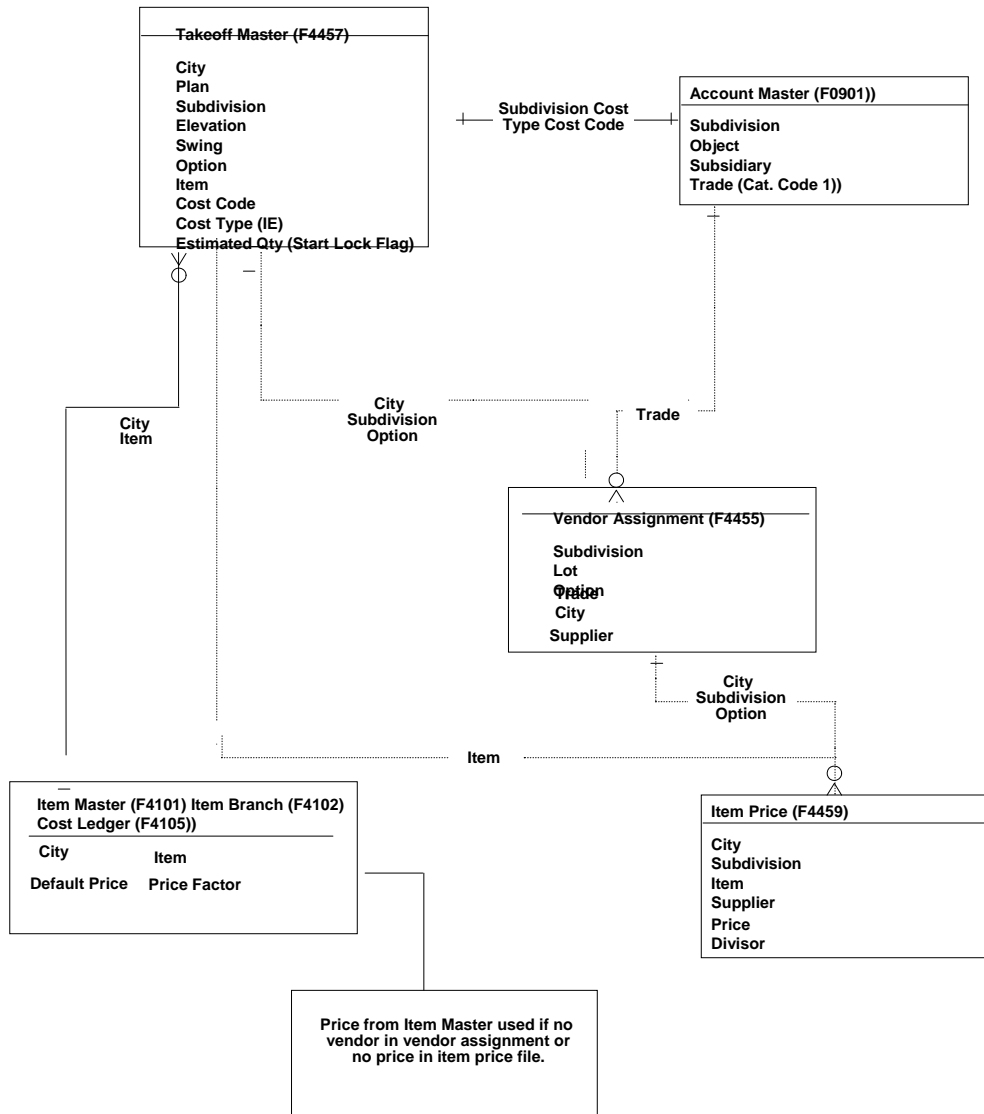 Takeoff Master (F4457)
City
Plan
Subdivision
Elevation
Swing
Option
Item
Cost Code
Cost Type (IE)
Estimated Qty (Start Lock Flag)
Subdivision Cost
Type Cost Code
Account Master (F0901))
Subdivision
Object
Subsidiary
Trade (Cat. Code 1))
City
Item
City
Subdivision
Option
Trade
Vendor Assignment (F4455)
Subdivision
Lot
Option
Trade
City
Supplier
City
Subdivision
Option
Item
Item Master (F4101) Item Branch (F4102)
Cost Ledger (F4105))
City Item
Default Price Price Factor
Item Price (F4459)
City
Subdivision
Item
Supplier
Price
Divisor
Price from Item Master used if no
vendor in vendor assignment or
no price in item price file.